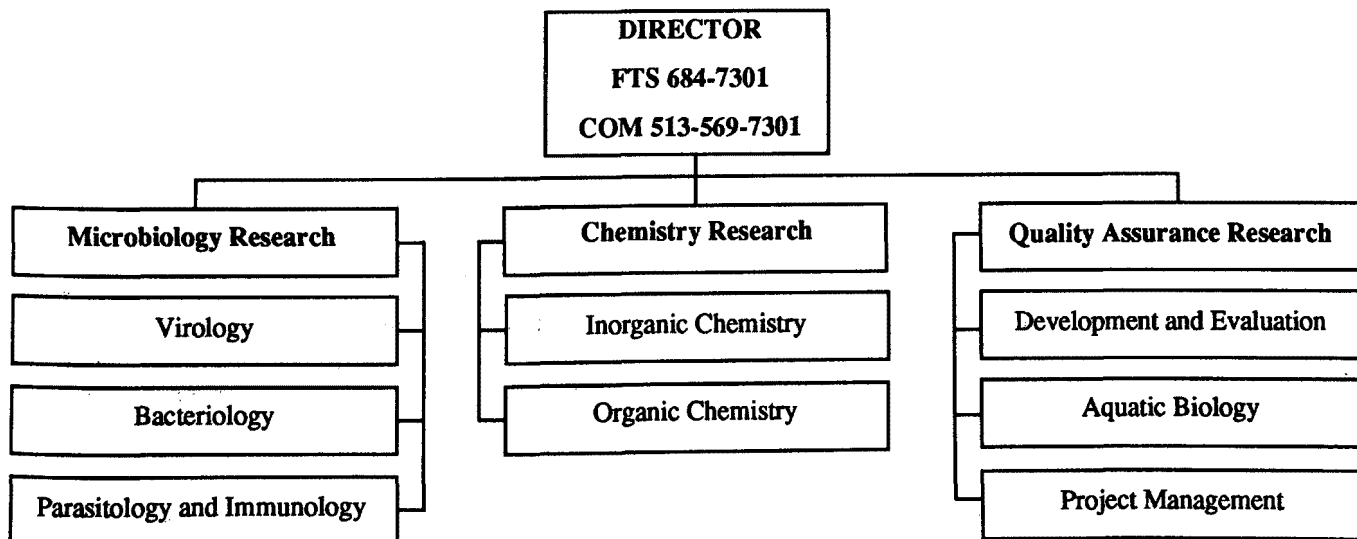 DIRECTOR
FTS 684-7301
COM 513-569-7301
Microbiology Research
Virology
Bacteriology
Parasitology and Immunology
Chemistry Research
Inorganic Chemistry
Organic Chemistry
Quality Assurance Research
Development and Evaluation
Aquatic Biology
Project Management